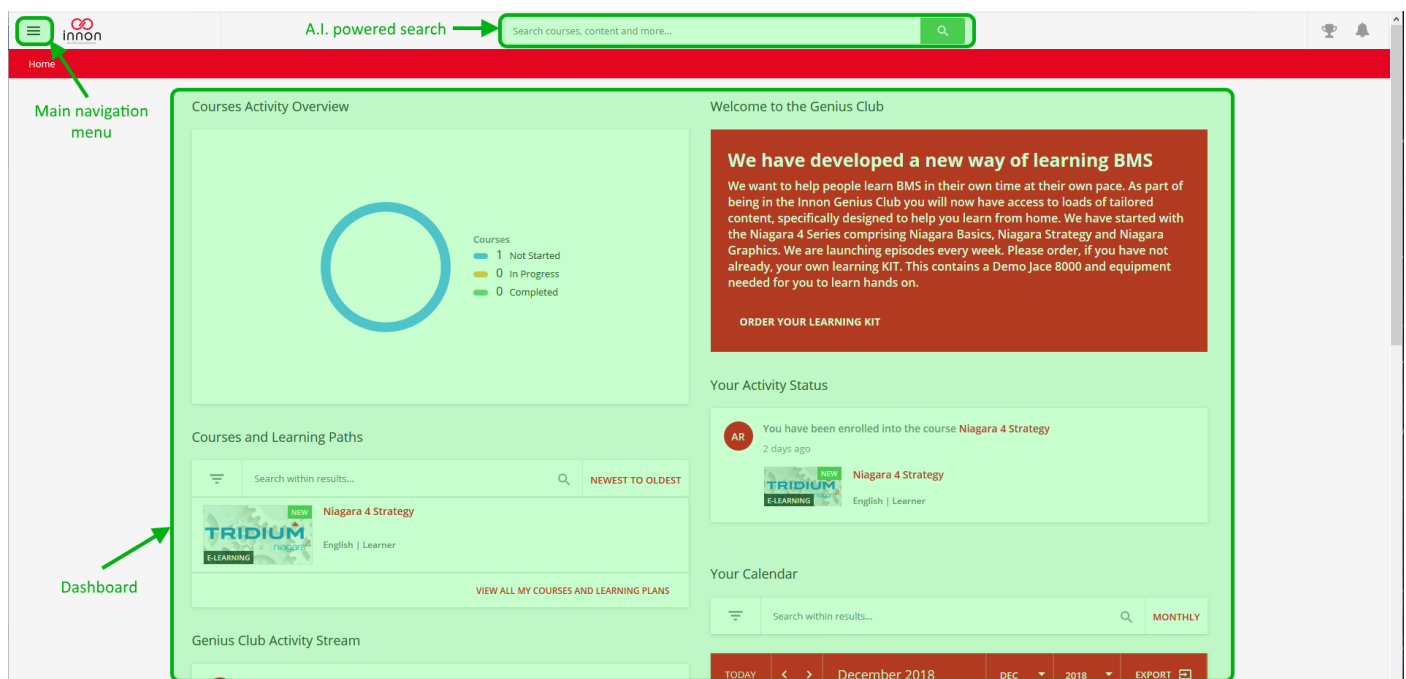 innon
A.I. powered search
Search courses, content and more...
Home
Main navigation
menu
Dashboard
Courses Activity Overview
Courses
1 Not Started
0 In Progress
0 Completed
Courses and Learning Paths
Search within results...
NEWEST TO OLDEST
NEW
TRIDIUM
niagara4
E-LEARNING
Niagara 4 Strategy
English | Learner
VIEW ALL MY COURSES AND LEARNING PLANS
Genius Club Activity Stream
Welcome to the Genius Club
We have developed a new way of learning BMS
We want to help people learn BMS in their own time at their own pace. As part of
being in the Innon Genius Club you will now have access to loads of tailored
content, specifically designed to help you learn from home. We have started with
the Niagara 4 Series comprising Niagara Basics, Niagara Strategy and Niagara
Graphics. We are launching episodes every week. Please order, if you have not
already, your own learning KIT. This contains a Demo Jace 8000 and equipment
needed for you to learn hands on.
ORDER YOUR LEARNING KIT
Your Activity Status
AR
You have been enrolled into the course Niagara 4 Strategy
2 days ago
NEW
TRIDIUM
niagara4
E-LEARNING
Niagara 4 Strategy
English | Learner
Your Calendar
Search within results...
MONTHLY
TODAY < > December 2018 DEC 2018 EXPORT